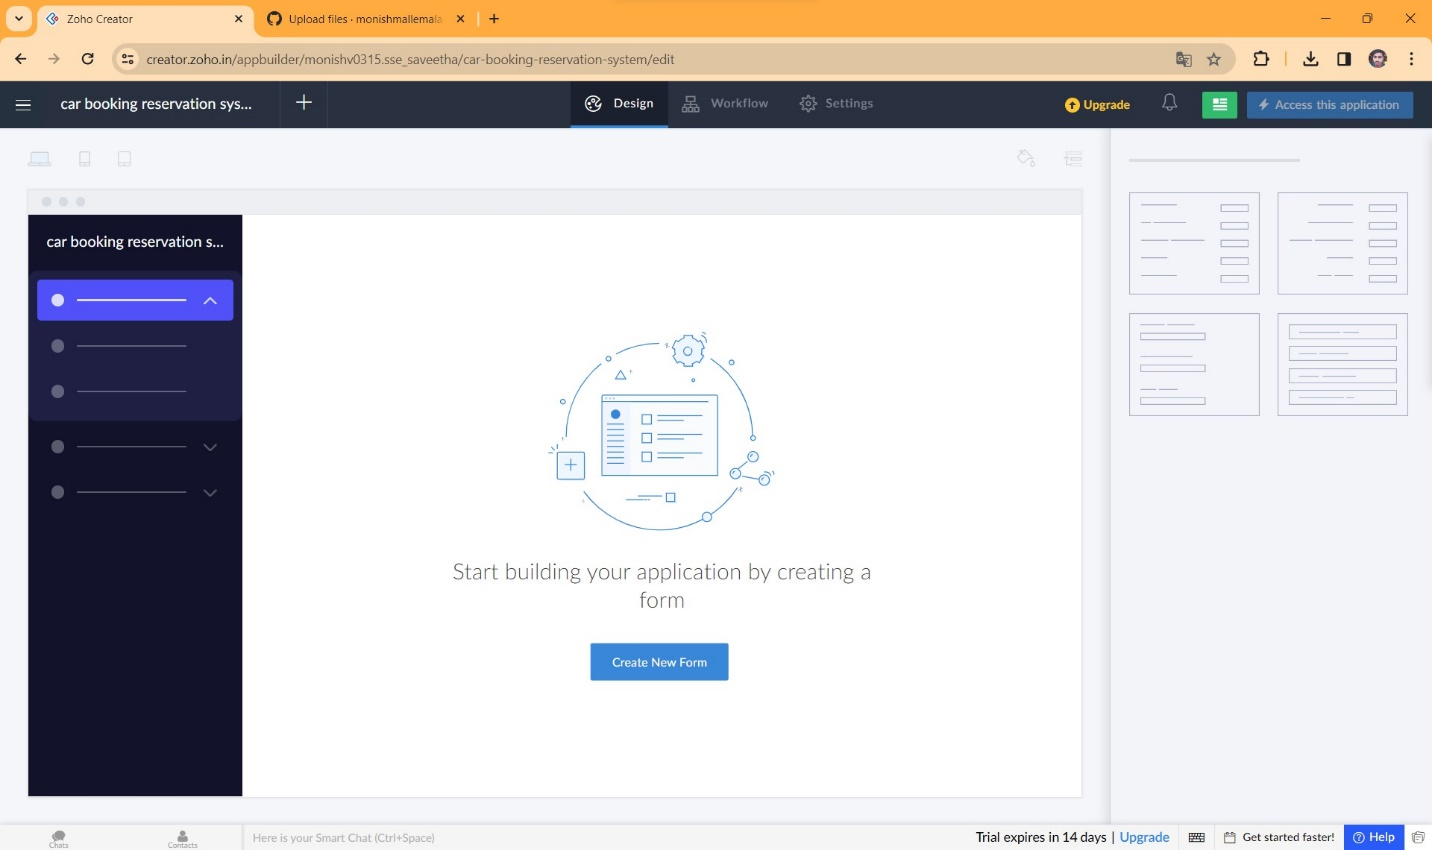 Zoho Creator
Upload files · monishmallemala
creator.zoho.in/appbuilder/monishv0315.sse_saveetha/car-booking-reservation-system/edit
car booking reservation sys...
Design
Workflow
Settings
Upgrade
Access this application
car booking reservation s...
Start building your application by creating a
form
Create New Form
Chats
Contacts
Here is your Smart Chat (Ctrl+Space)
Trial expires in 14 days | Upgrade
Get started faster!
Help